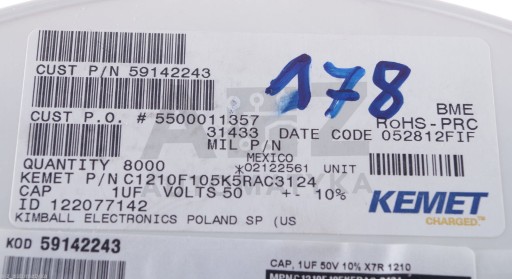 CUST P/N 59142243
178
BME
CUST P.O. # 5500011357
RoHS-PRC
31433 DATE CODE 052812FIF
MIL P/N
MEXICO
QUANTITY 8000 *02122561 UNIT
KEMET P/N C1210F105K5RAC3124
CAP 1UF VOLTS 50 +- 10%
ID 122077142
KEMET
CHARGED.™
KIMBALL ELECTRONICS POLAND SP (US
KOD 59142243
CAP, 1UF 50V 10% X7R 1210